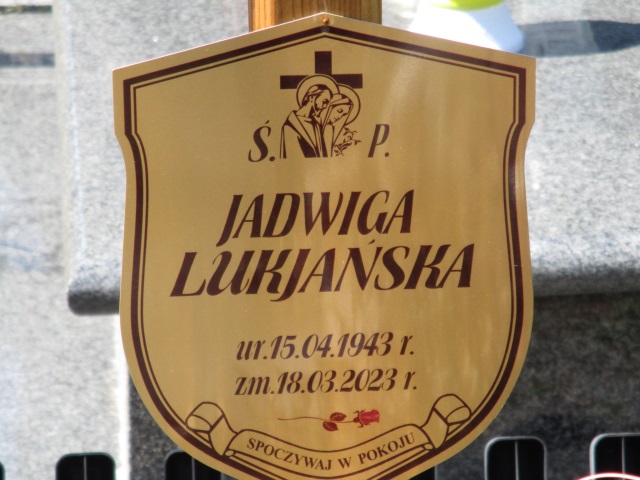 Ś. P.
JADWIGA
LUKJAŃSKA
ur.15.04.1943 r.
zm.18.03.2023 r.
SPOCZYWAJ W POKOJU